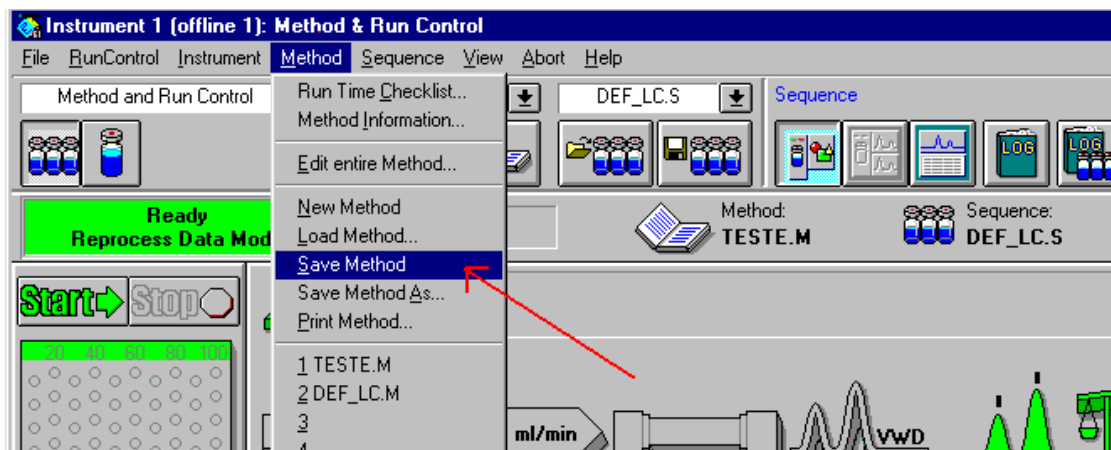 Instrument 1 (offline 1): Method & Run Control
File RunControl Instrument Method Sequence View Abort Help
Method and Run Control
DEF_LC.S
Sequence
Run Time Checklist...
Method Information...
Edit entire Method...
New Method
Load Method...
Save Method
Save Method As...
Print Method...
1 TESTE.M
2 DEF_LC.M
3
4
LOG
LOG
Ready
Reprocess Data Mod
Method:
TESTE.M
Sequence:
DEF_LC.S
Start
Stop
20 40 60 80 100
ml/min
VWD